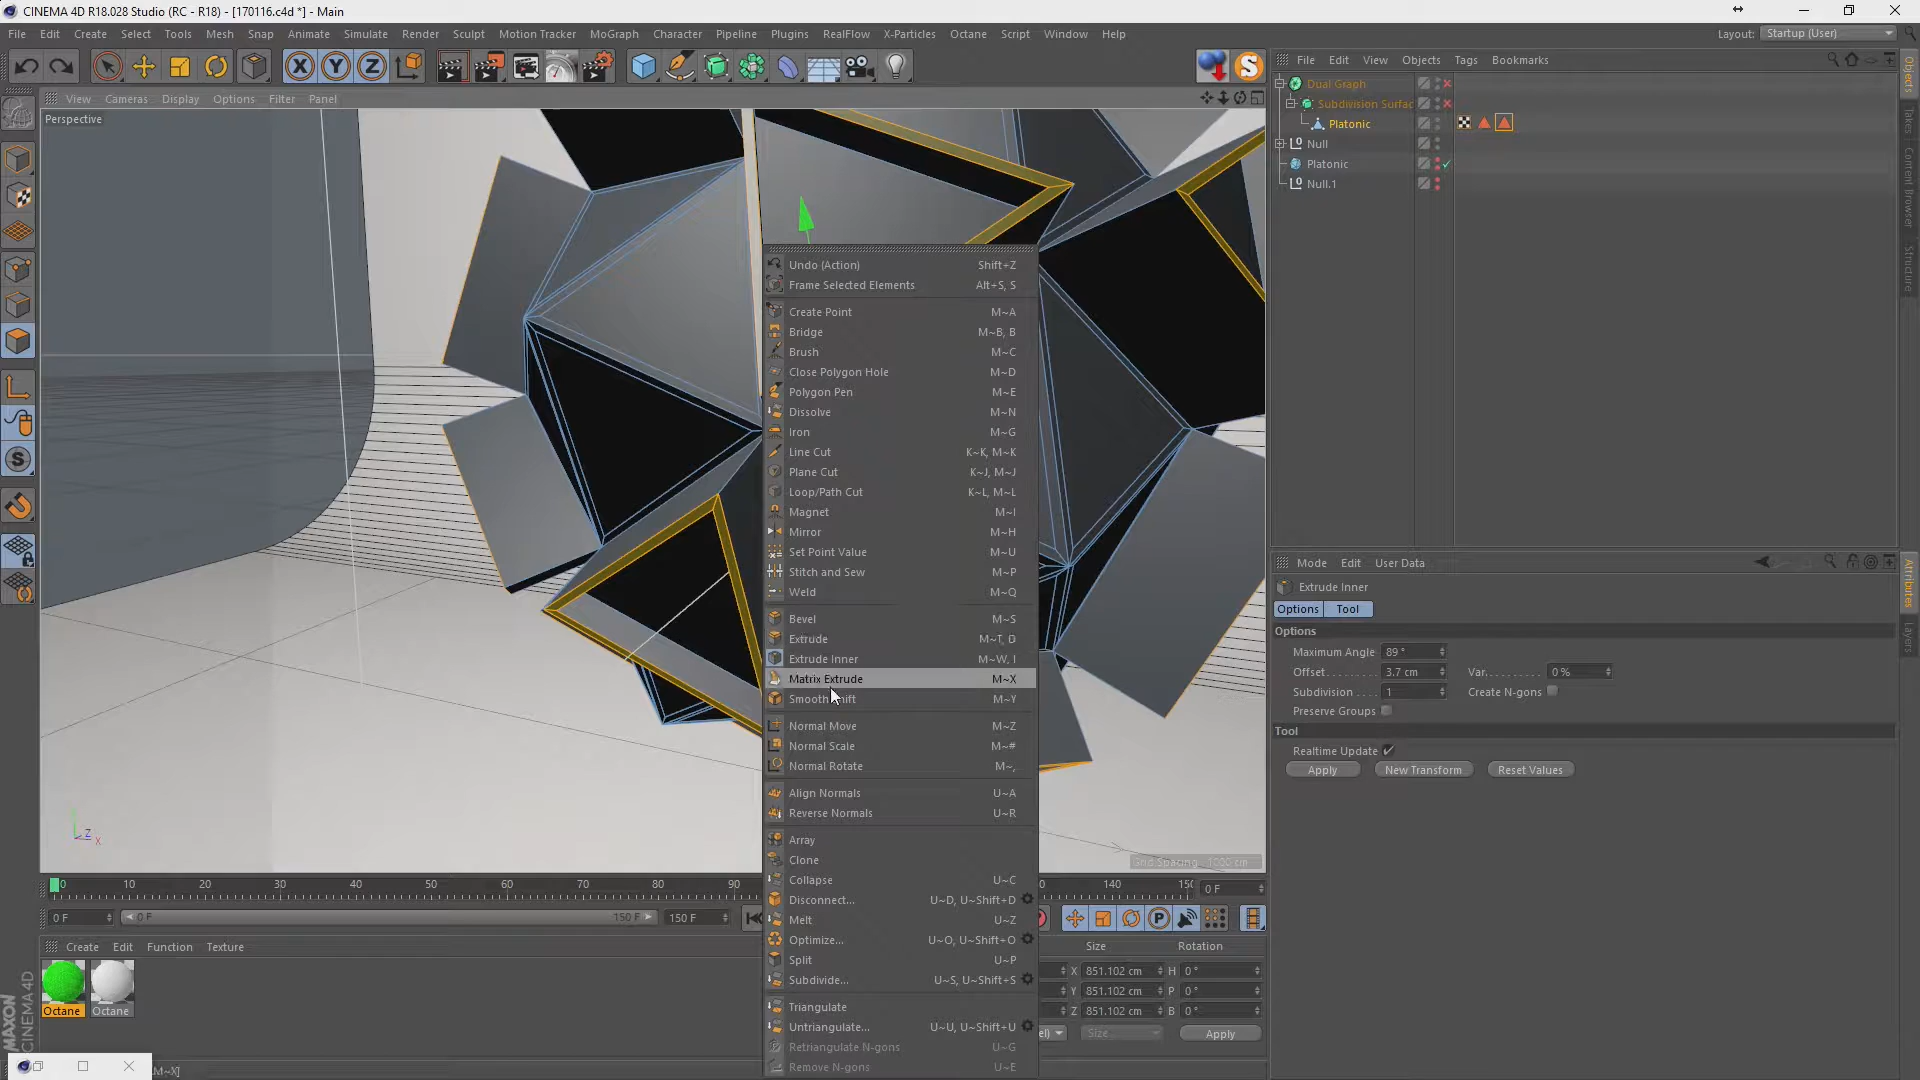 CINEMA 4D R18.028 Studio (RC - R18) - [170116.c4d *] - Main
File Edit Create Select Tools Mesh Snap Animate Simulate Render Sculpt Motion Tracker MoGraph Character Pipeline Plugins RealFlow X-Particles Octane Script Window Help
Layout: Startup (User)
File Edit View Objects Tags Bookmarks
View Cameras Display Options Filter Panel
Perspective
Dual Graph
Subdivision Surfac
Platonic
Null
Platonic
Null.1
Objects
Takes
Content Browser
Structure
Undo (Action) Shift+Z
Frame Selected Elements Alt+S, S
Create Point M~A
Bridge M~B, B
Brush M~C
Close Polygon Hole M~D
Polygon Pen M~E
Dissolve M~N
Iron M~G
Line Cut K~K, M~K
Plane Cut K~J, M~J
Loop/Path Cut K~L, M~L
Magnet M~I
Mirror M~H
Set Point Value M~U
Stitch and Sew M~P
Weld M~Q
Bevel M~S
Extrude M~T, D
Extrude Inner M~W, I
Matrix Extrude M~X
Smooth Shift M~Y
Normal Move M~Z
Normal Scale M~#
Normal Rotate M~,
Align Normals U~A
Reverse Normals U~R
Array
Clone
Collapse U~C
Disconnect... U~D, U~Shift+D
Melt U~Z
Optimize... U~O, U~Shift+O
Split U~P
Subdivide... U~S, U~Shift+S
Triangulate
Untriangulate... U~U, U~Shift+U
Retriangulate N-gons U~G
Remove N-gons U~E
Mode Edit User Data
Extrude Inner
Options Tool
Options
Maximum Angle 89 °
Offset 3.7 cm Var. 0 %
Subdivision 1 Create N-gons
Preserve Groups
Tool
Realtime Update
Apply New Transform Reset Values
Attributes
Layers
Z
X
Grid Spacing : 1000 cm
0 10 20 30 40 50 60 70 80 90 0 140 150 0 F
0 F 0 F 150 F 150 F
Create Edit Function Texture
Octane Octane
Size Rotation
X 851.102 cm H 0 °
Y 851.102 cm P 0 °
Z 851.102 cm B 0 °
el) Size Apply
MAXON
CINEMA 4D
M~X]